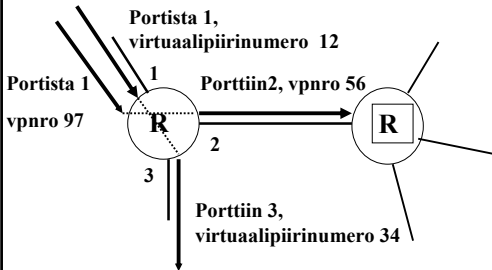 Portista 1,
virtuaalipiirinumero 12
Portista 1
vpnro 97
1
Porttiin2, vpnro 56
R
R
2
3
Porttiin 3,
virtuaalipiirinumero 34